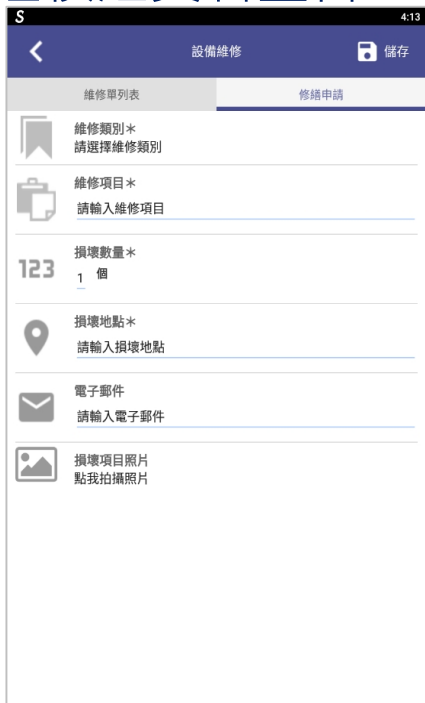 S 4:13
設備維修 儲存
維修單列表 修繕申請
維修類別＊
請選擇維修類別
維修項目＊
請輸入維修項目
123
損壞數量＊
1 個
損壞地點＊
請輸入損壞地點
電子郵件
請輸入電子郵件
損壞項目照片
點我拍攝照片